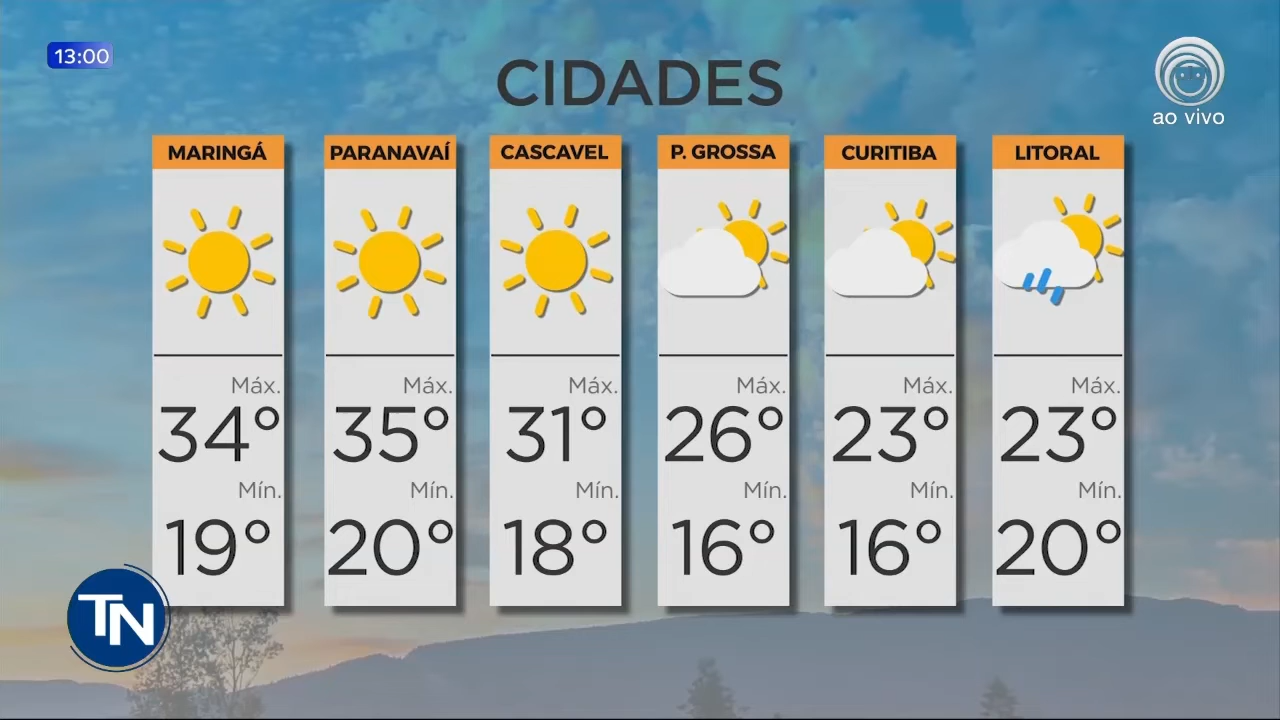 13:00
CIDADES
ao vivo
MARINGÁ
Máx.
34°
Mín.
19°
PARANAVAÍ
Máx.
35°
Mín.
20°
CASCAVEL
Máx.
31°
Mín.
18°
P. GROSSA
Máx.
26°
Mín.
16°
CURITIBA
Máx.
23°
Mín.
16°
LITORAL
Máx.
23°
Mín.
20°
TN